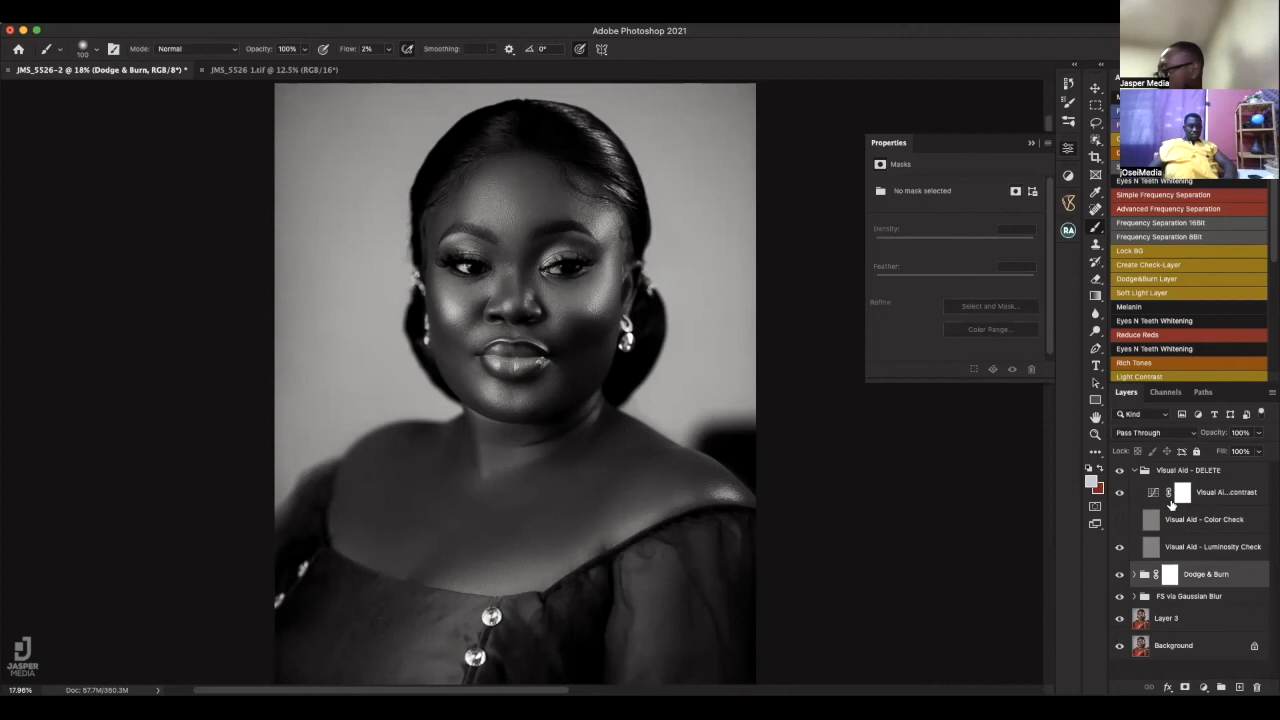 Adobe Photoshop 2021
100
Mode: Normal
Opacity: 100%
Flow: 2%
Smoothing:
0°
JMS_5526-2 @ 18% (Dodge & Burn, RGB/8*) *
JMS_5526 1.tif @ 12.5% (RGB/16*)
Jasper Media
jOseiMedia
Properties
Masks
No mask selected
Density:
Feather:
Refine:
Select and Mask...
Color Range...
RA
Eyes N Teeth Whitening
Simple Frequency Separation
Advanced Frequency Separation
Frequency Separation 16Bit
Frequency Separation 8Bit
Lock BG
Create Check-Layer
Dodge&Burn Layer
Soft Light Layer
Melanin
Eyes N Teeth Whitening
Reduce Reds
Eyes N Teeth Whitening
Rich Tones
Light Contrast
Layers
Channels
Paths
Kind
Pass Through
Opacity: 100%
Lock:
Fill: 100%
Visual Aid - DELETE
Visual Ai...contrast
Visual Aid - Color Check
Visual Aid - Luminosity Check
Dodge & Burn
FS via Gaussian Blur
Layer 3
Background
JASPER
MEDIA
17.96%
Doc: 57.7M/360.3M